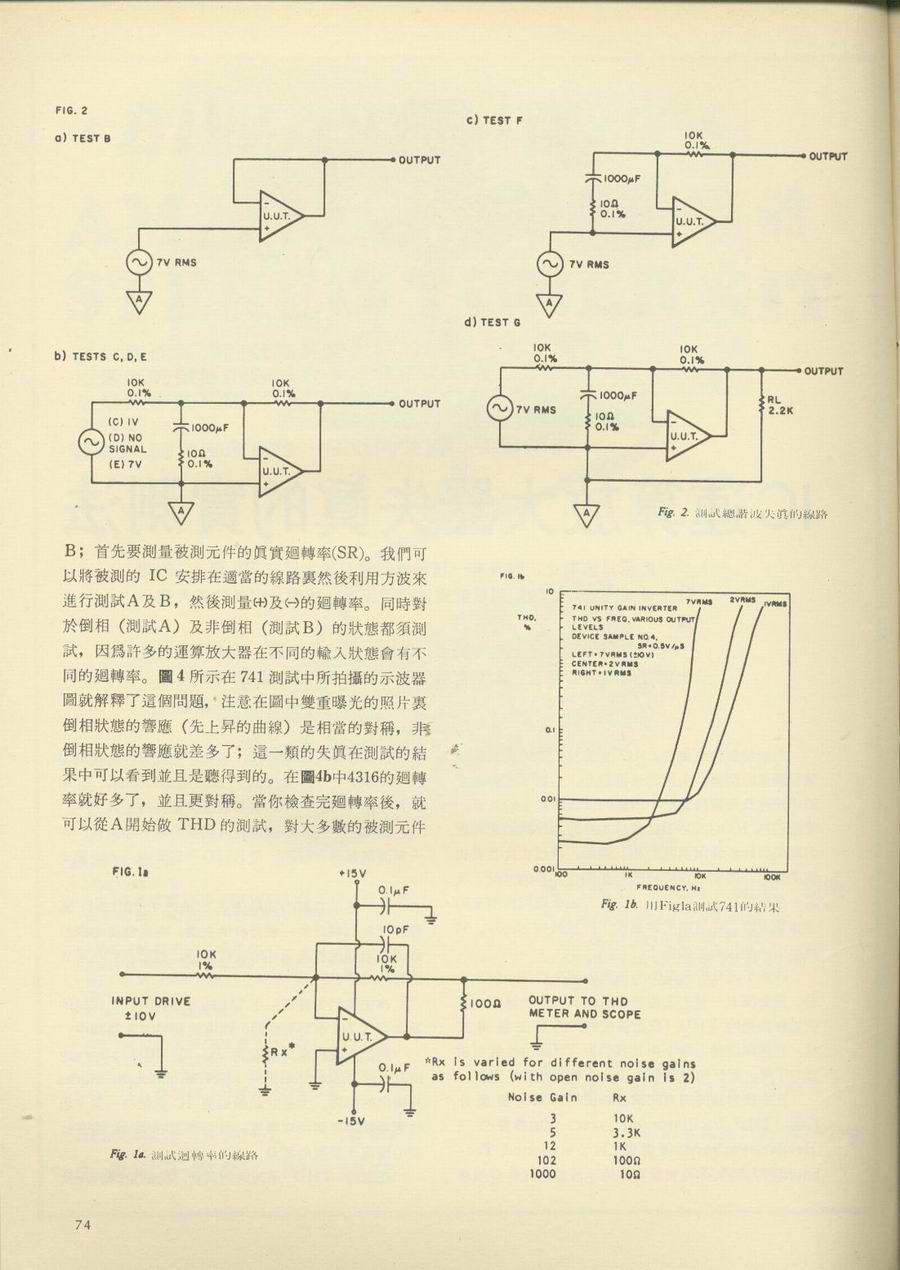 FIG. 2
a) TEST B
OUTPUT
U.U.T.
7V RMS
A
b) TESTS C, D, E
10K
0.1%
10K
0.1%
OUTPUT
(C) 1V
(D) NO
SIGNAL
(E) 7V
1000µF
10Ω
0.1%
U.U.T.
A
c) TEST F
10K
0.1%
OUTPUT
1000µF
10Ω
0.1%
U.U.T.
7V RMS
A
d) TEST G
10K
0.1%
10K
0.1%
OUTPUT
7V RMS
1000µF
10Ω
0.1%
RL
2.2K
U.U.T.
A
Fig. 2. 測試總諧波失眞的線路
B；首先要測量被測元件的眞實廻轉率(SR)。我們可
以將被測的 IC 安排在適當的線路裏然後利用方波來
進行測試A及B，然後測量(+)及(-)的廻轉率。同時對
於倒相（測試A）及非倒相（測試B）的狀態都須測
試，因爲許多的運算放大器在不同的輸入狀態會有不
同的廻轉率。圖4 所示在 741 測試中所拍攝的示波器
圖就解釋了這個問題，注意在圖中雙重曝光的照片裏
倒相狀態的響應（先上昇的曲線）是相當的對稱，非
倒相狀態的響應就差多了；這一類的失眞在測試的結
果中可以看到並且是聽得到的。在圖4b中4316的廻轉
率就好多了，並且更對稱。當你檢查完廻轉率後，就
可以從A開始做 THD 的測試，對大多數的被測元件
FIG. 1b
THD,
%
10
0.1
0.01
0.001
741 UNITY GAIN INVERTER
THD VS FREQ, VARIOUS OUTPUT
LEVELS
DEVICE SAMPLE NO.4,
SR=0.5V/µS
LEFT=7VRMS (±10V)
CENTER=2VRMS
RIGHT=1VRMS
7VRMS
2VRMS
1VRMS
100
1K
10K
100K
FREQUENCY, Hz
Fig. 1b. 用Fig1a測試741的結果
FIG. 1a
+15V
0.1µF
10pF
10K
1%
10K
1%
INPUT DRIVE
±10V
100Ω
OUTPUT TO THD
METER AND SCOPE
U.U.T.
Rx*
0.1µF
-15V
*Rx is varied for different noise gains
as follows (with open noise gain is 2)
Noise Gain Rx
3 10K
5 3.3K
12 1K
102 100Ω
1000 10Ω
Fig. 1a. 測試廻轉率的線路
74